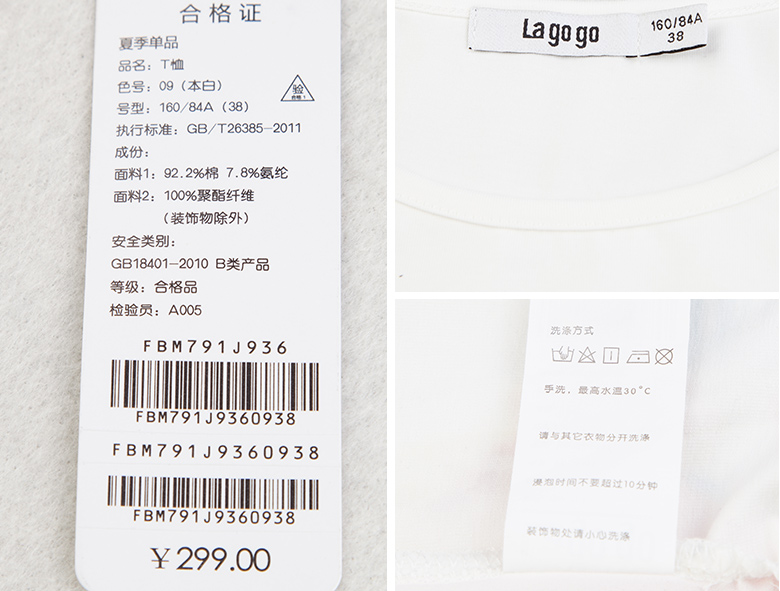 合格证
夏季单品
品名：T恤
色号：09（本白）
验
合格 1
号型：160/84A（38）
执行标准：GB/T26385-2011
成份：
面料1：92.2%棉 7.8%氨纶
面料2：100%聚酯纤维
（装饰物除外）
安全类别：
GB18401-2010 B类产品
等级：合格品
检验员：A005
FBM791J936
FBM791J9360938
FBM791J9360938
FBM791J9360938
￥299.00
Lagogo
160/84A
38
洗涤方式
手洗，最高水温30°C
请与其它衣物分开洗涤
浸泡时间不要超过10分钟
装饰物处请小心洗涤